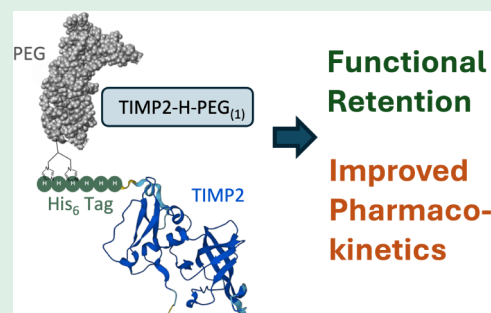 PEG
TIMP2-H-PEG(1)
H H H H H H
His6 Tag
TIMP2
Functional
Retention
Improved
Pharmaco-
kinetics